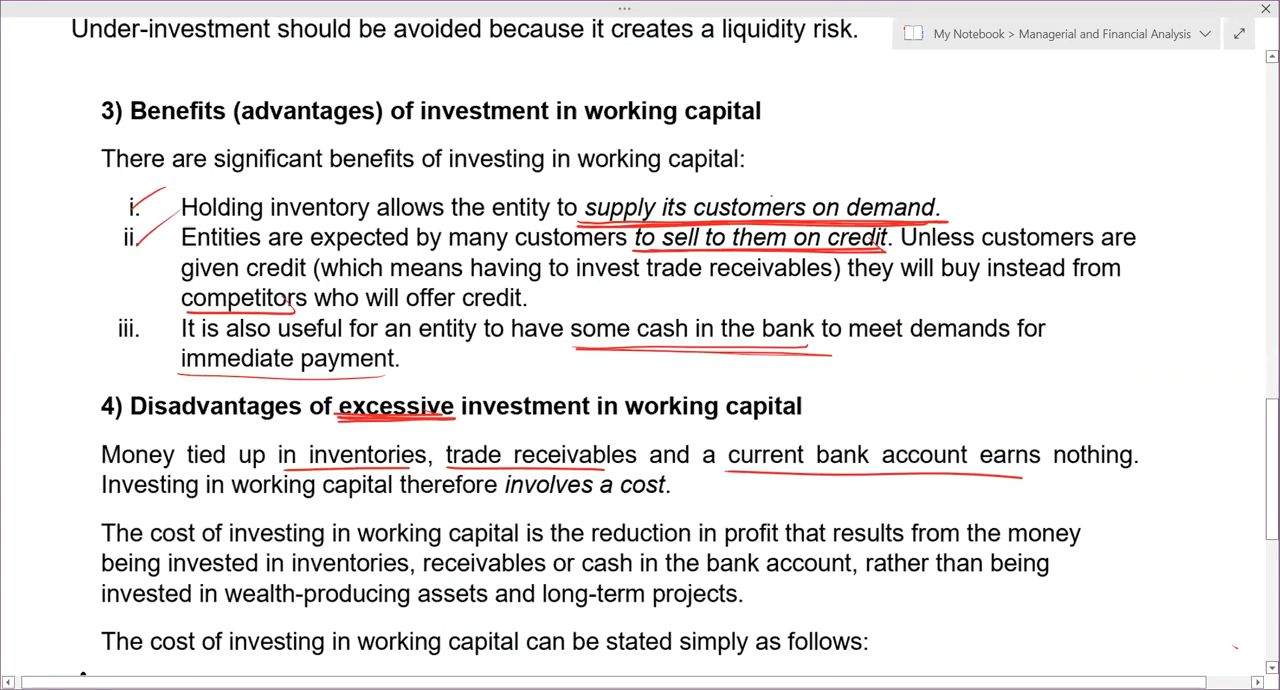 Under-investment should be avoided because it creates a liquidity risk.
My Notebook > Managerial and Financial Analysis
3) Benefits (advantages) of investment in working capital
There are significant benefits of investing in working capital:
i. Holding inventory allows the entity to supply its customers on demand.
ii. Entities are expected by many customers to sell to them on credit. Unless customers are
given credit (which means having to invest trade receivables) they will buy instead from
competitors who will offer credit.
iii. It is also useful for an entity to have some cash in the bank to meet demands for
immediate payment.
4) Disadvantages of excessive investment in working capital
Money tied up in inventories, trade receivables and a current bank account earns nothing.
Investing in working capital therefore involves a cost.
The cost of investing in working capital is the reduction in profit that results from the money
being invested in inventories, receivables or cash in the bank account, rather than being
invested in wealth-producing assets and long-term projects.
The cost of investing in working capital can be stated simply as follows: